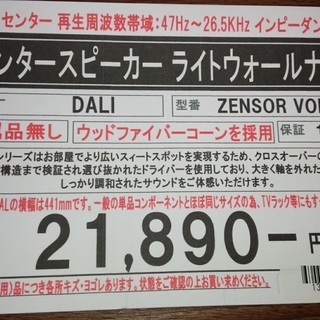 センター 再生周波数帯域:47Hz～26.5KHz インピーダン
ンタースピーカー ライトウォールナ
DALI 型番 ZENSOR VO
品無し ウッドファイバーコーンを採用 保証
シリーズはお部屋でより広いスィートスポットを実現するため、クロスオーバーの
構造まで検証され選び抜かれたドライバーを使用しており、大きく軸を外れた
しっかり調和されたサウンドをご体感いただけます。
ALの横幅は441mmです。一般の単品コンポーネントとほぼ同じサイズの為、TVラック等にも
21,890-円
用)品につき各所キズ・ヨゴレあります。状態をご確認の上お買い求めください。